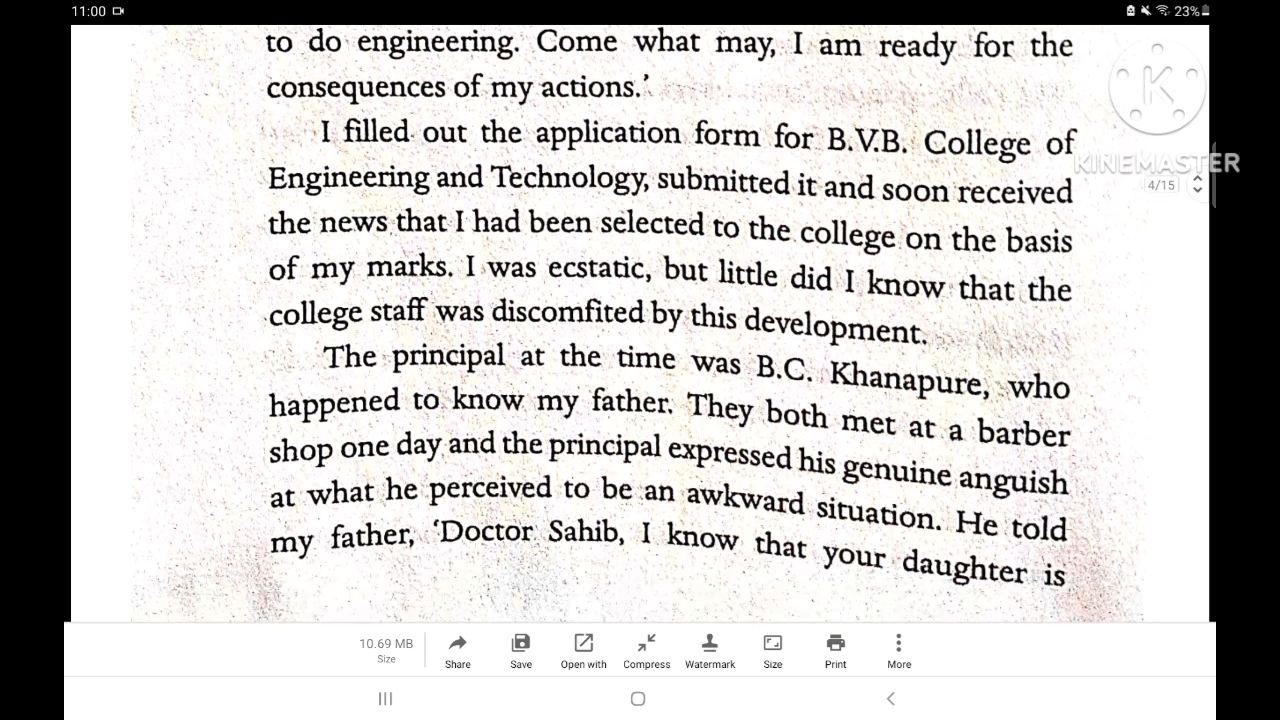 11:00
23%
to do engineering. Come what may, I am ready for the
consequences of my actions.'
I filled out the application form for B.V.B. College of
Engineering and Technology, submitted it and soon received
the news that I had been selected to the college on the basis
of my marks. I was ecstatic, but little did I know that the
college staff was discomfited by this development.
The principal at the time was B.C. Khanapure, who
happened to know my father. They both met at a barber
shop one day and the principal expressed his genuine anguish
at what he perceived to be an awkward situation. He told
my father, 'Doctor Sahib, I know that your daughter is
K
KINEMASTER
4/15
10.69 MB
Size
Share
Save
Open with
Compress
Watermark
Size
Print
More